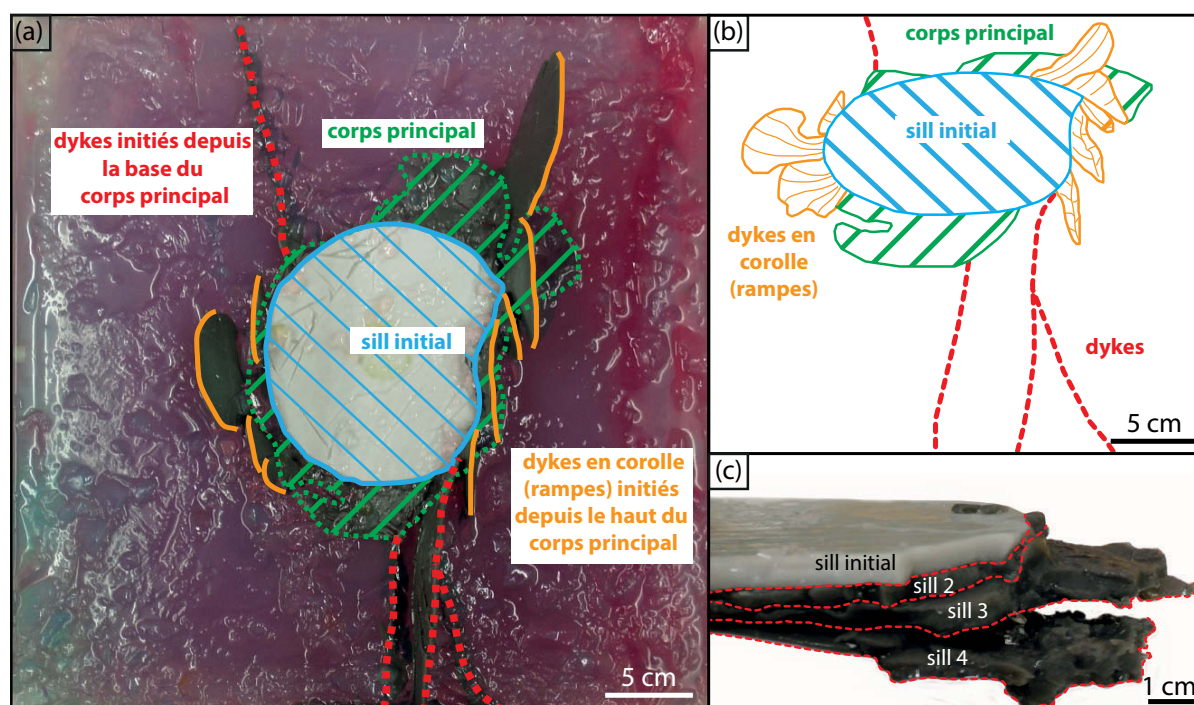 (a)
corps principal
dykes initiés depuis
la base du
corps principal
sill initial
dykes en corolle
(rampes) initiés
depuis le haut du
corps principal
5 cm
(b)
corps principal
sill initial
dykes en
corolle
(rampes)
dykes
5 cm
(c)
sill initial
sill 2
sill 3
sill 4
1 cm